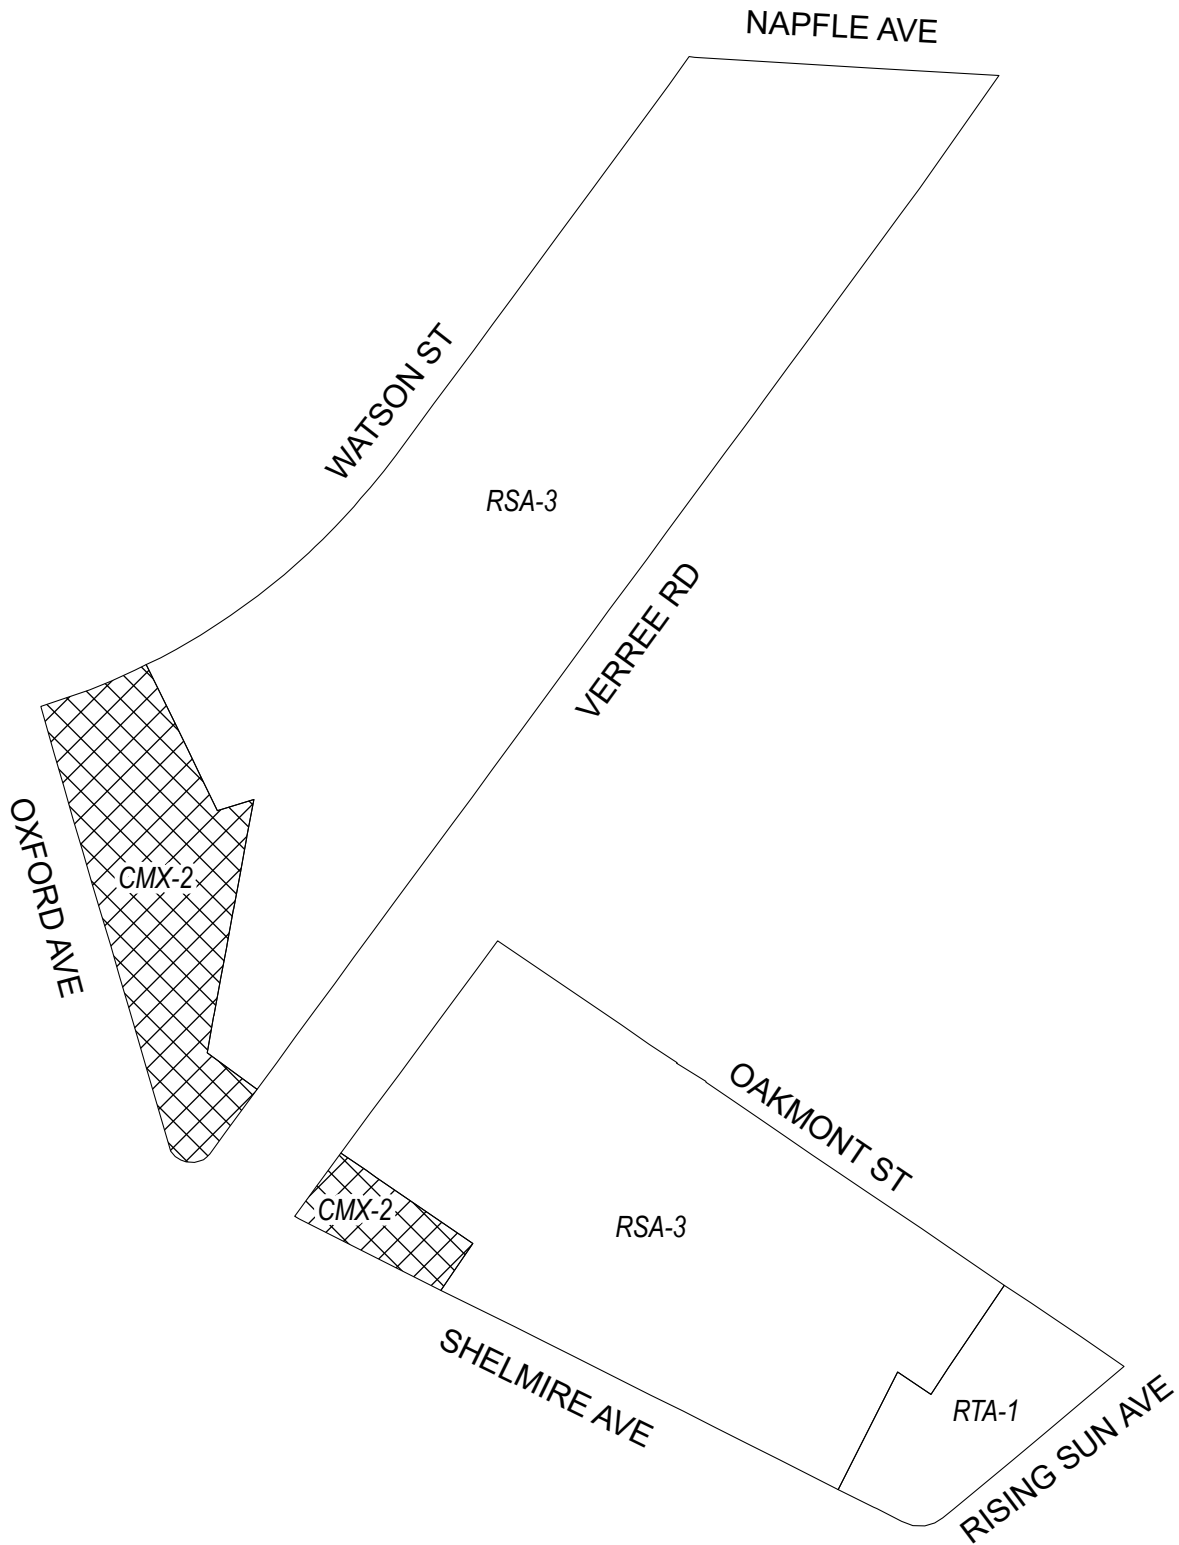 NAPFLE AVE
WATSON ST
RSA-3
VERREE RD
OXFORD AVE
CMX-2
OAKMONT ST
CMX-2
RSA-3
SHELMIRE AVE
RTA-1
RISING SUN AVE